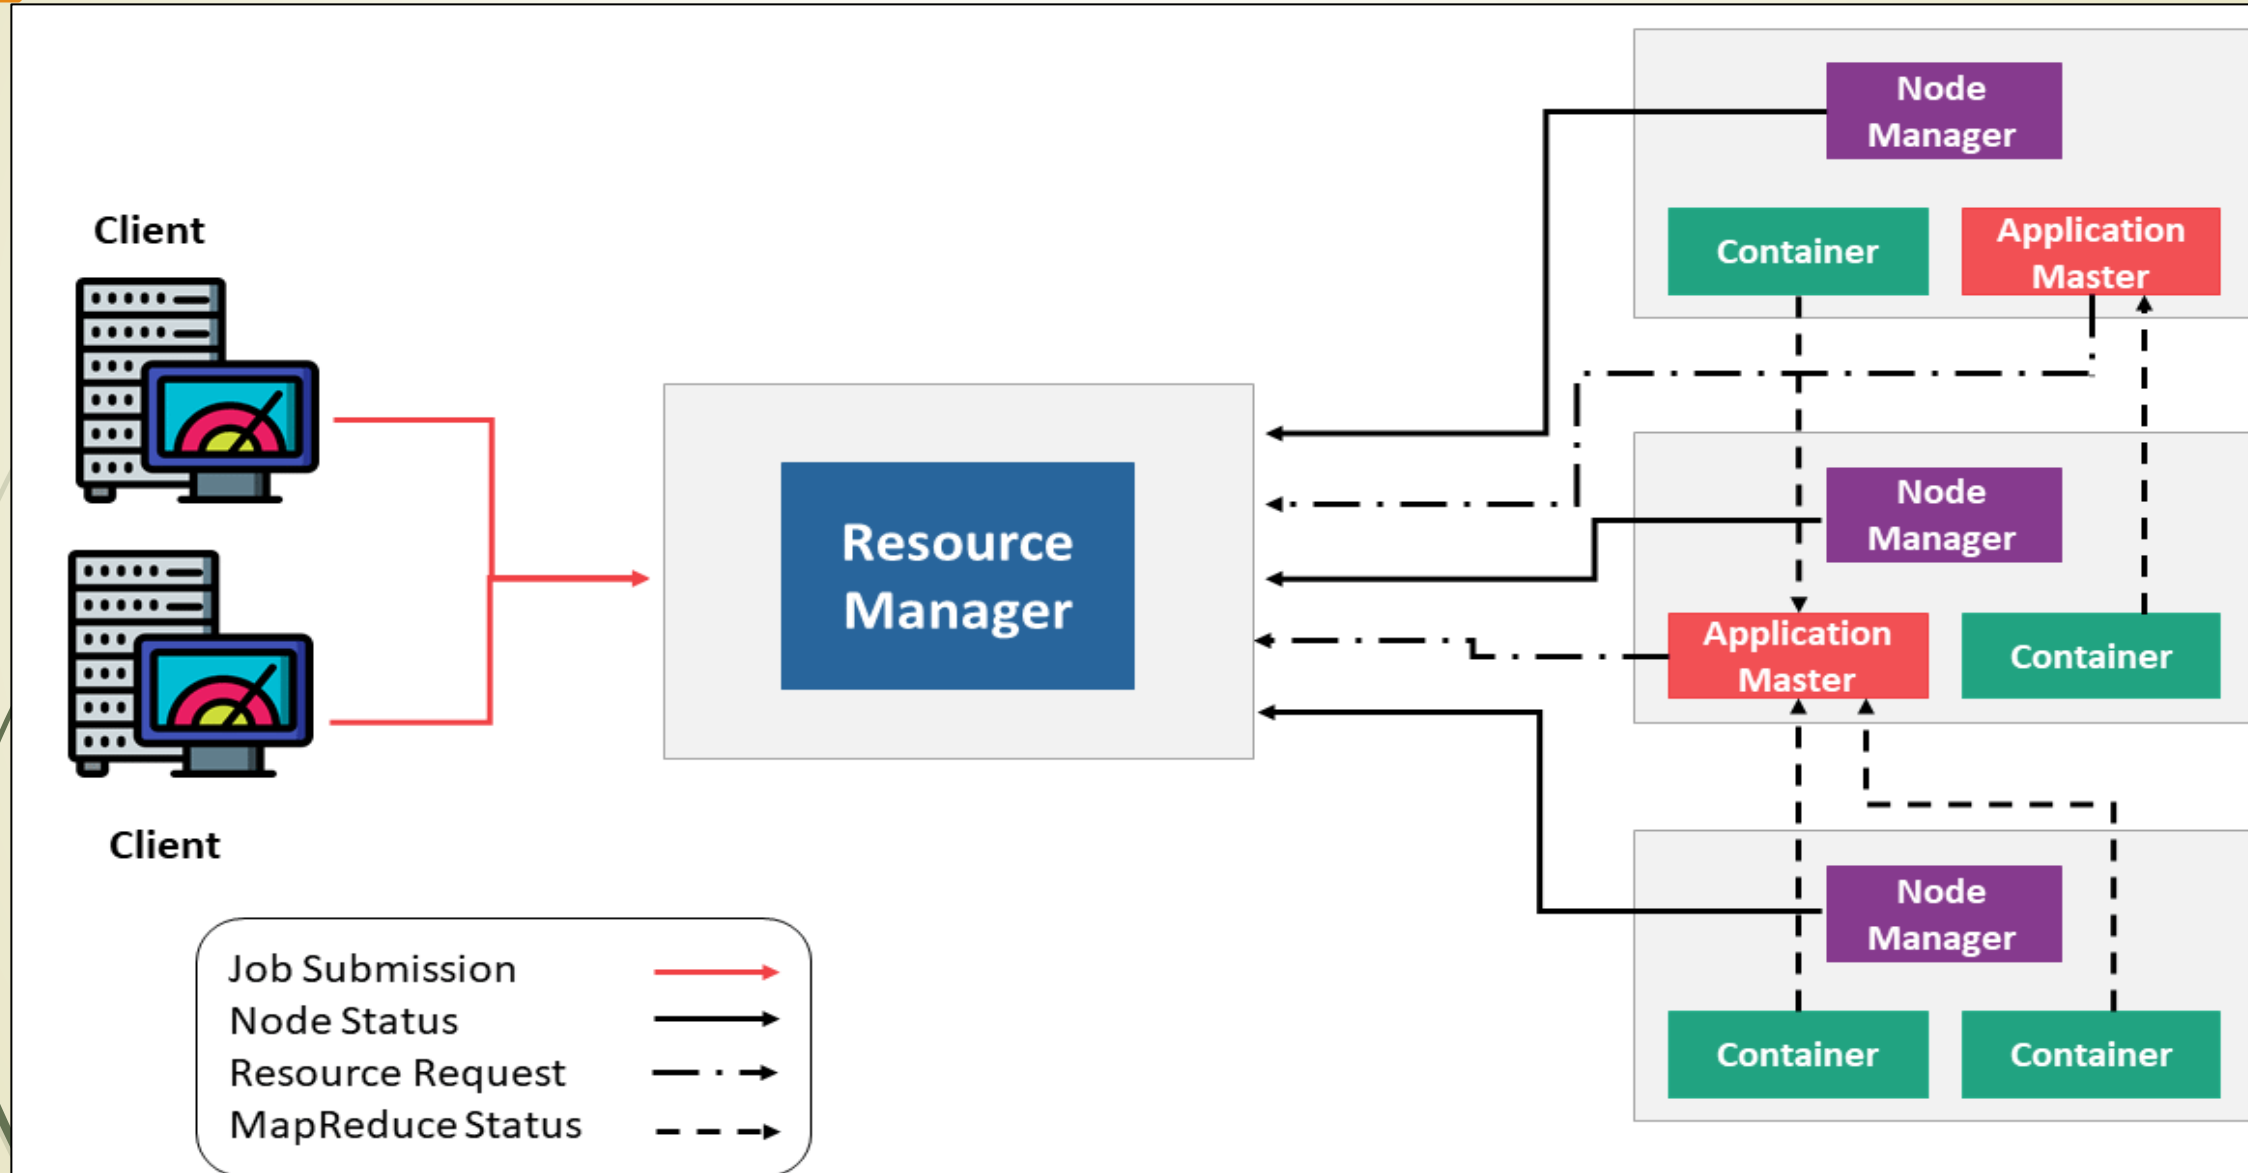 Client
Client
Resource
Manager
Node
Manager
Container
Application
Master
Node
Manager
Application
Master
Container
Node
Manager
Container
Container
Job Submission
Node Status
Resource Request
MapReduce Status